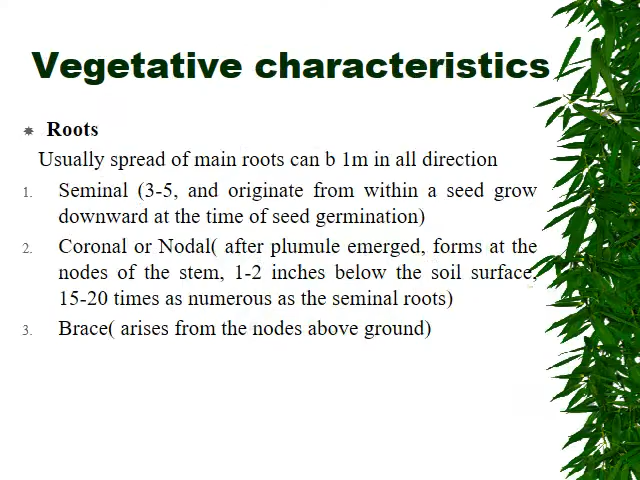 Vegetative characteristics
Roots
Usually spread of main roots can b 1m in all direction
1. Seminal (3-5, and originate from within a seed grow
downward at the time of seed germination)
2. Coronal or Nodal( after plumule emerged, forms at the
nodes of the stem, 1-2 inches below the soil surface,
15-20 times as numerous as the seminal roots)
3. Brace( arises from the nodes above ground)